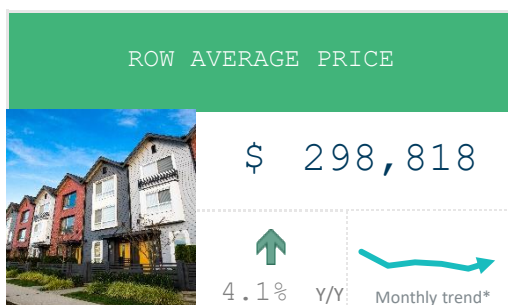 ROW AVERAGE PRICE
$ 298,818
4.1% Y/Y
Monthly trend*